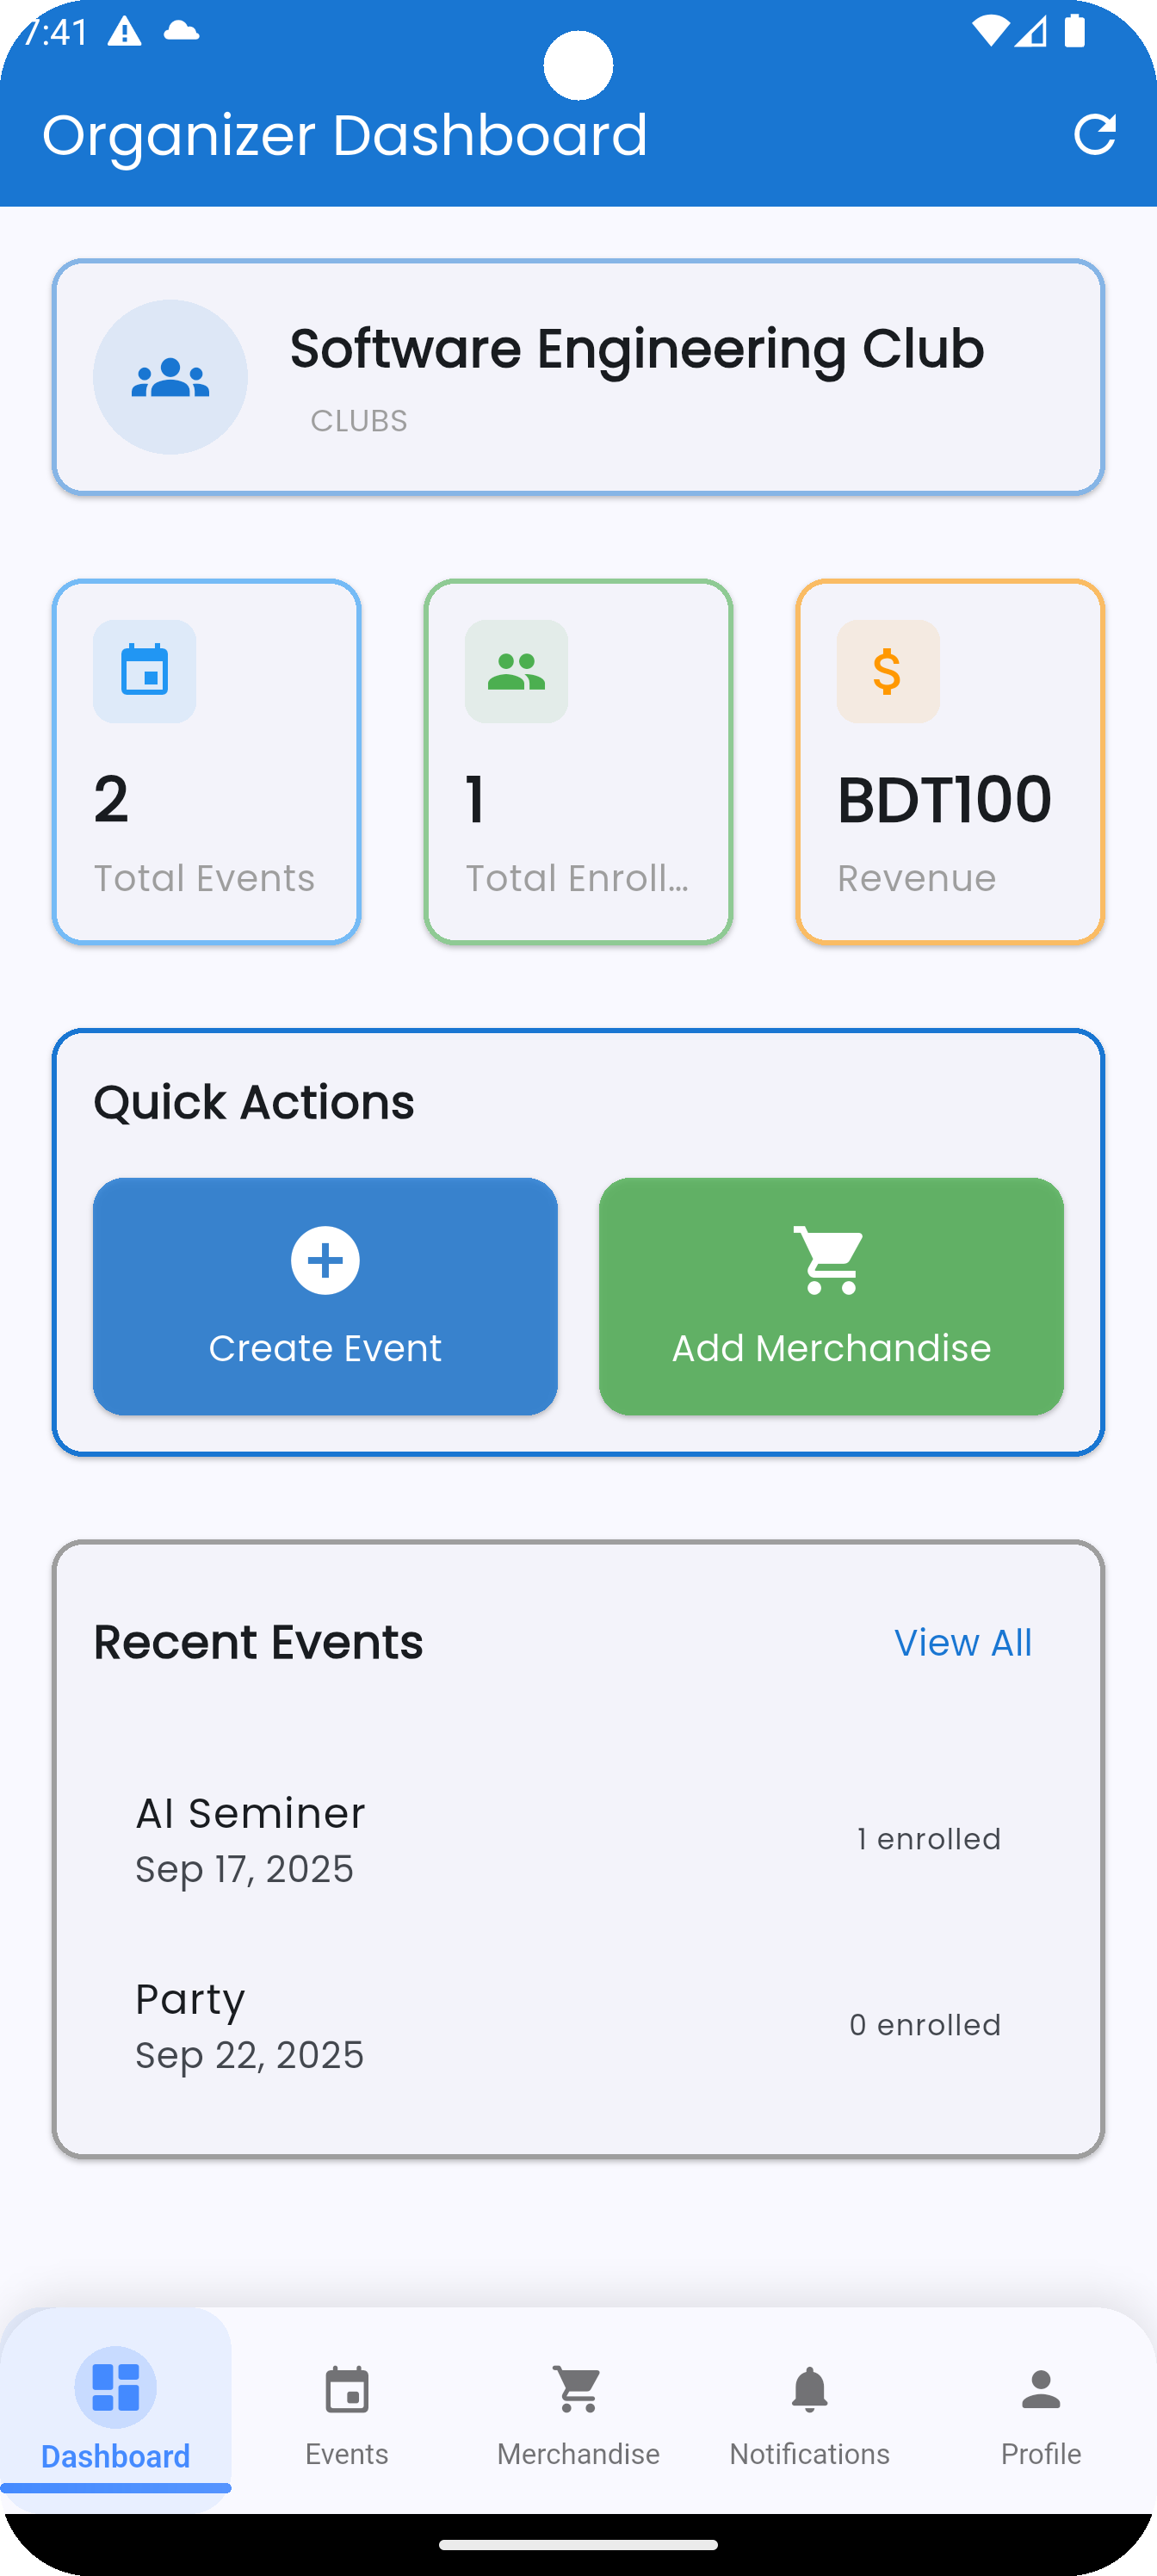 7:41
Organizer Dashboard
Software Engineering Club
CLUBS
2
Total Events
1
Total Enroll...
$
BDT100
Revenue
Quick Actions
Create Event
Add Merchandise
Recent Events
View All
AI Seminer
Sep 17, 2025
1 enrolled
Party
Sep 22, 2025
0 enrolled
Dashboard
Events
Merchandise
Notifications
Profile